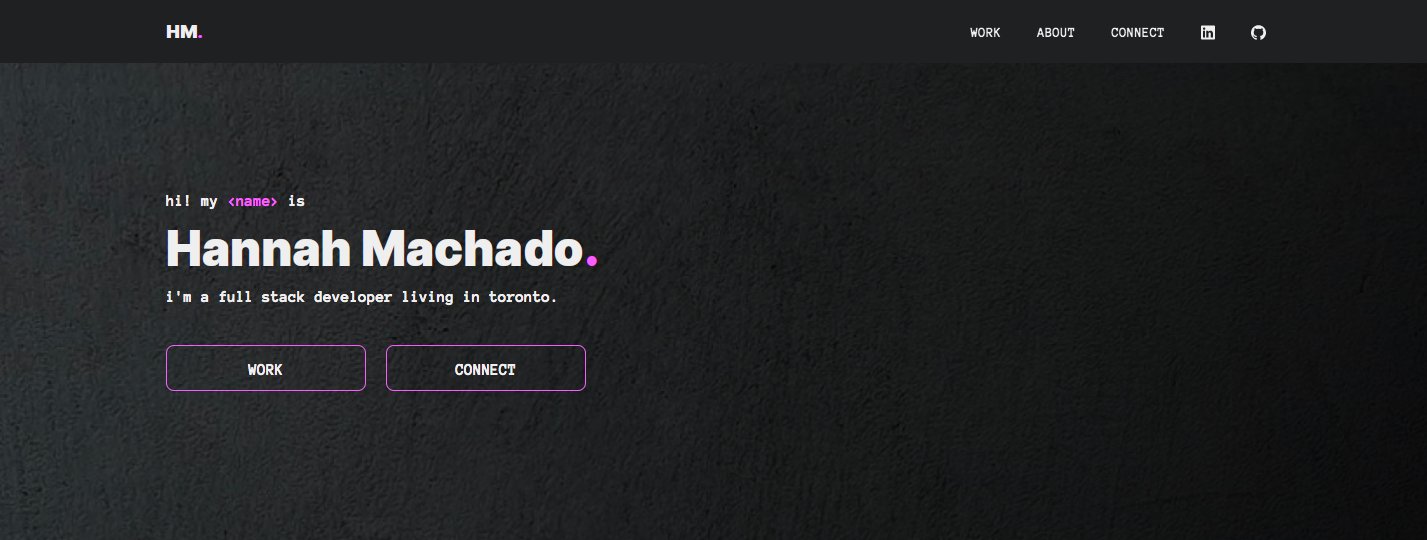 HM.
WORK ABOUT CONNECT
hi! my <name> is
Hannah Machado.
i'm a full stack developer living in toronto.
WORK CONNECT